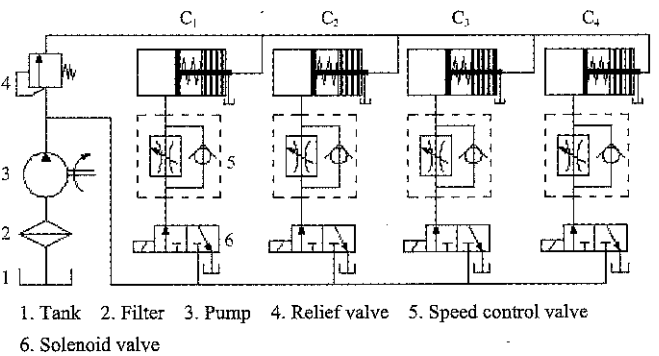 C1 C2 C3 C4
4
5
3
6
2
1
1. Tank 2. Filter 3. Pump 4. Relief valve 5. Speed control valve
6. Solenoid valve